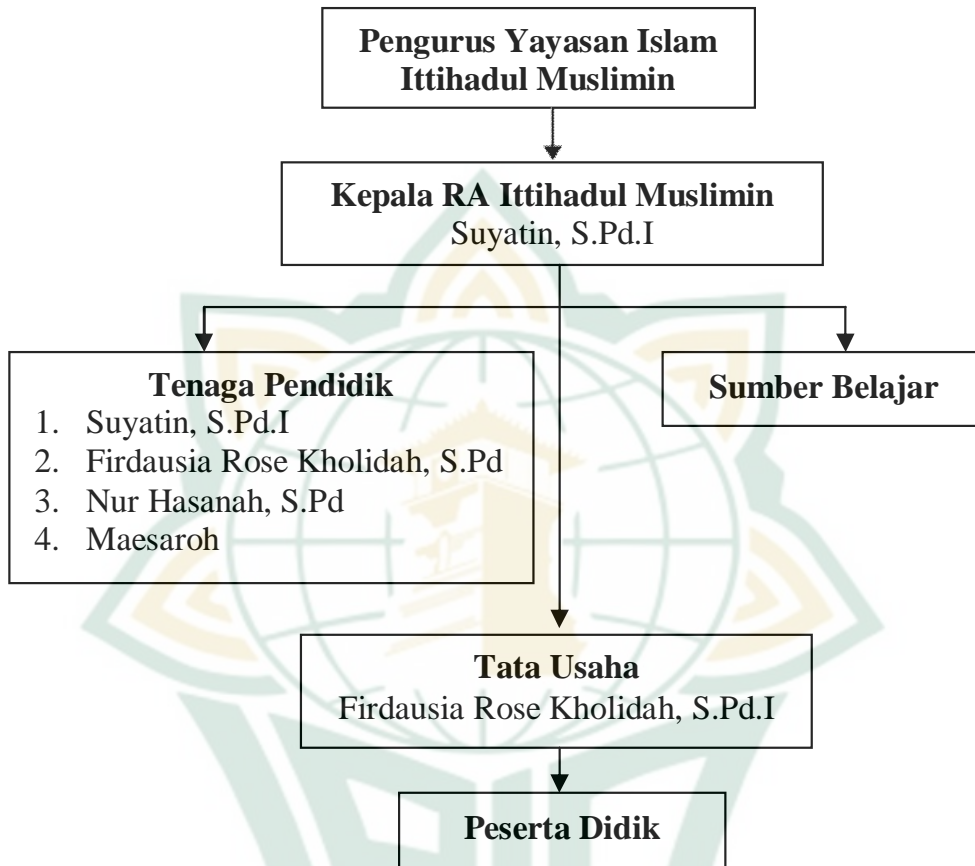 Pengurus Yayasan Islam
Ittihadul Muslimin
Kepala RA Ittihadul Muslimin
Suyatin, S.Pd.I
Tenaga Pendidik
1. Suyatin, S.Pd.I
2. Firdausia Rose Kholidah, S.Pd
3. Nur Hasanah, S.Pd
4. Maesaroh
Sumber Belajar
Tata Usaha
Firdausia Rose Kholidah, S.Pd.I
Peserta Didik